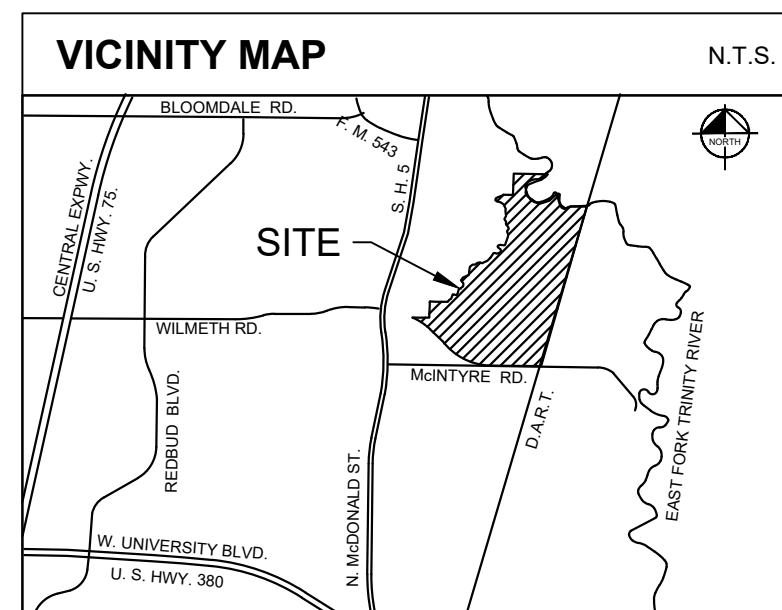 VICINITY MAP
N.T.S.
BLOOMDALE RD.
F. M. 543
NORTH
CENTRAL EXPWY.
U. S. HWY. 75.
S. H. 5
SITE
WILMETH RD.
McINTYRE RD.
REDBUD BLVD.
D.A.R.T.
EAST FORK TRINITY RIVER
N. McDONALD ST.
W. UNIVERSITY BLVD.
U. S. HWY. 380